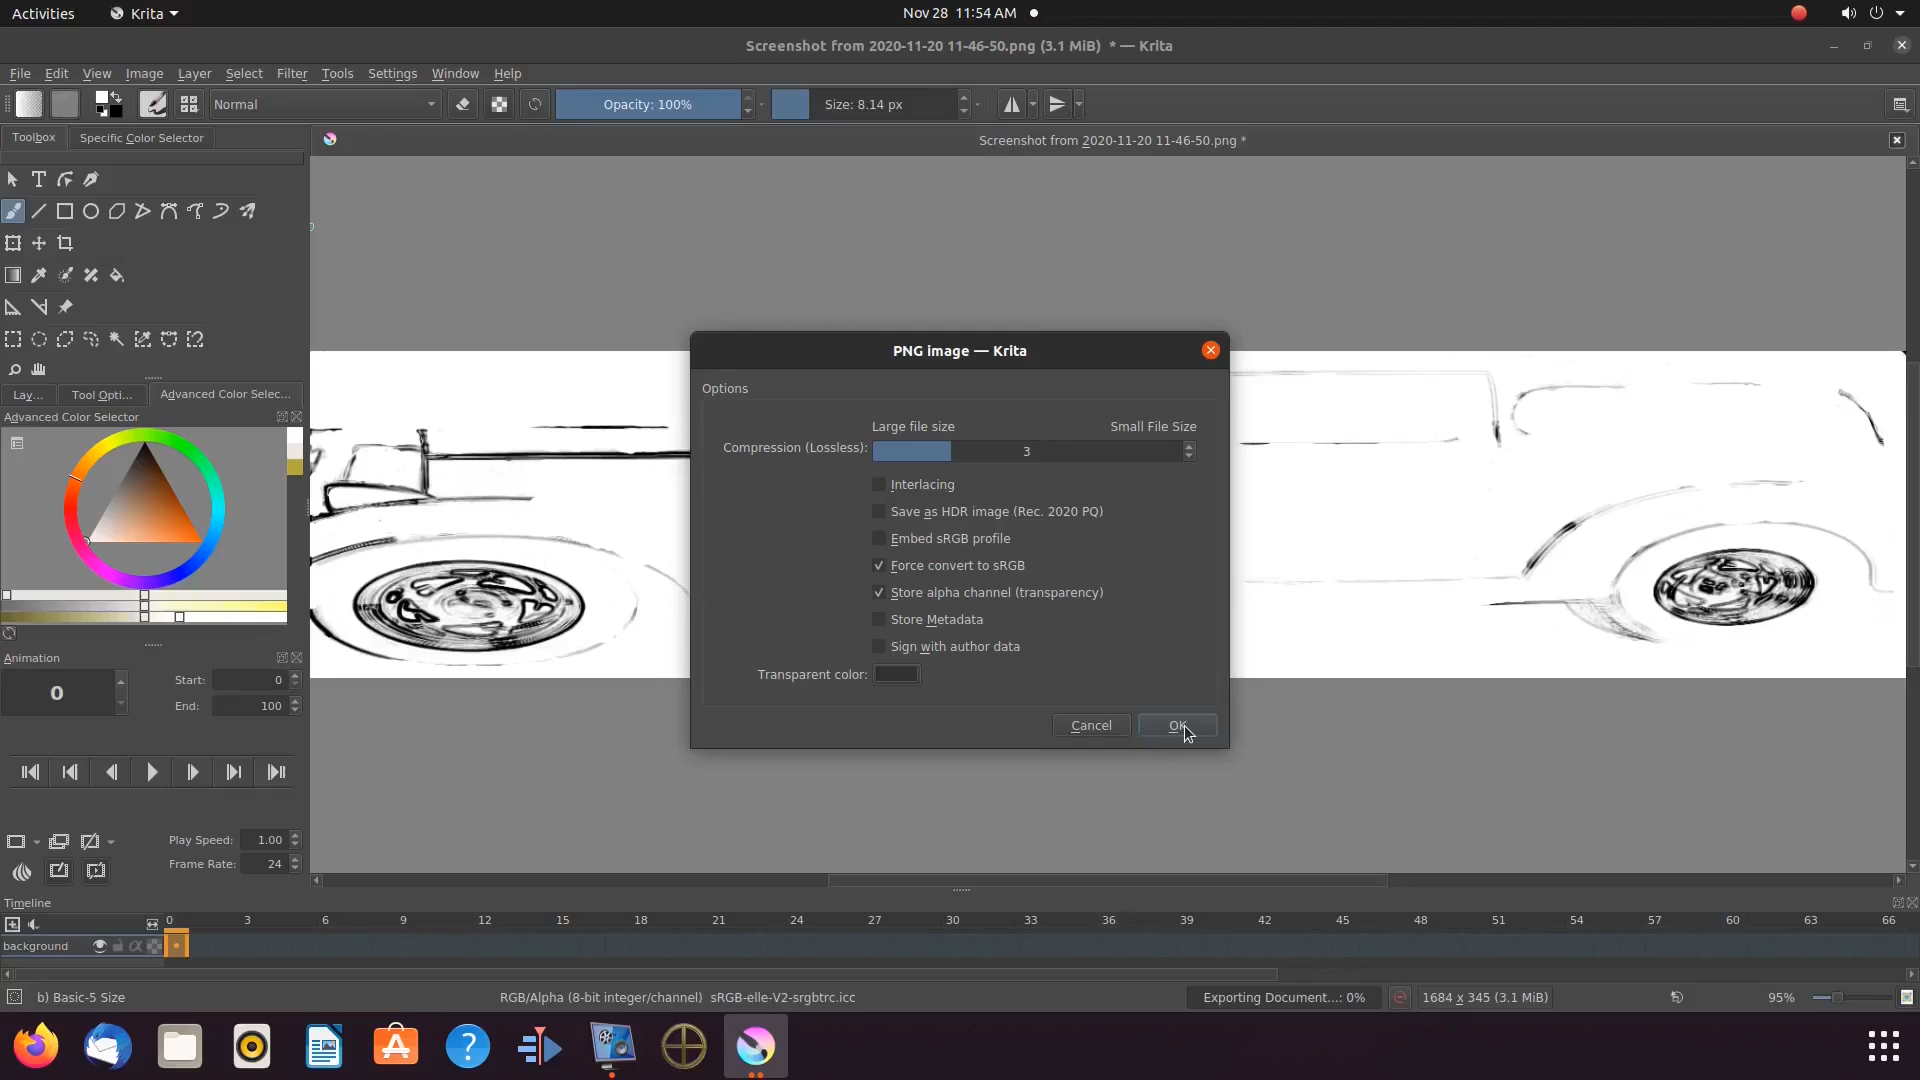 Activities Krita Nov 28 11:54 AM
Screenshot from 2020-11-20 11-46-50.png (3.1 MiB) * — Krita
File Edit View Image Layer Select Filter Tools Settings Window Help
Normal Opacity: 100% Size: 8.14 px
Toolbox Specific Color Selector Screenshot from 2020-11-20 11-46-50.png *
PNG image — Krita
Options
Large file size Small File Size
Compression (Lossless): 3
Interlacing
Save as HDR image (Rec. 2020 PQ)
Embed sRGB profile
Force convert to sRGB
Store alpha channel (transparency)
Store Metadata
Sign with author data
Transparent color:
Cancel OK
Lay... Tool Opti... Advanced Color Selec...
Advanced Color Selector
Animation
0 Start: 0
End: 100
Play Speed: 1.00
Frame Rate: 24
Timeline
0 3 6 9 12 15 18 21 24 27 30 33 36 39 42 45 48 51 54 57 60 63 66
background
b) Basic-5 Size RGB/Alpha (8-bit integer/channel) sRGB-elle-V2-srgbtrc.icc Exporting Document...: 0% 1684 x 345 (3.1 MiB) 95%